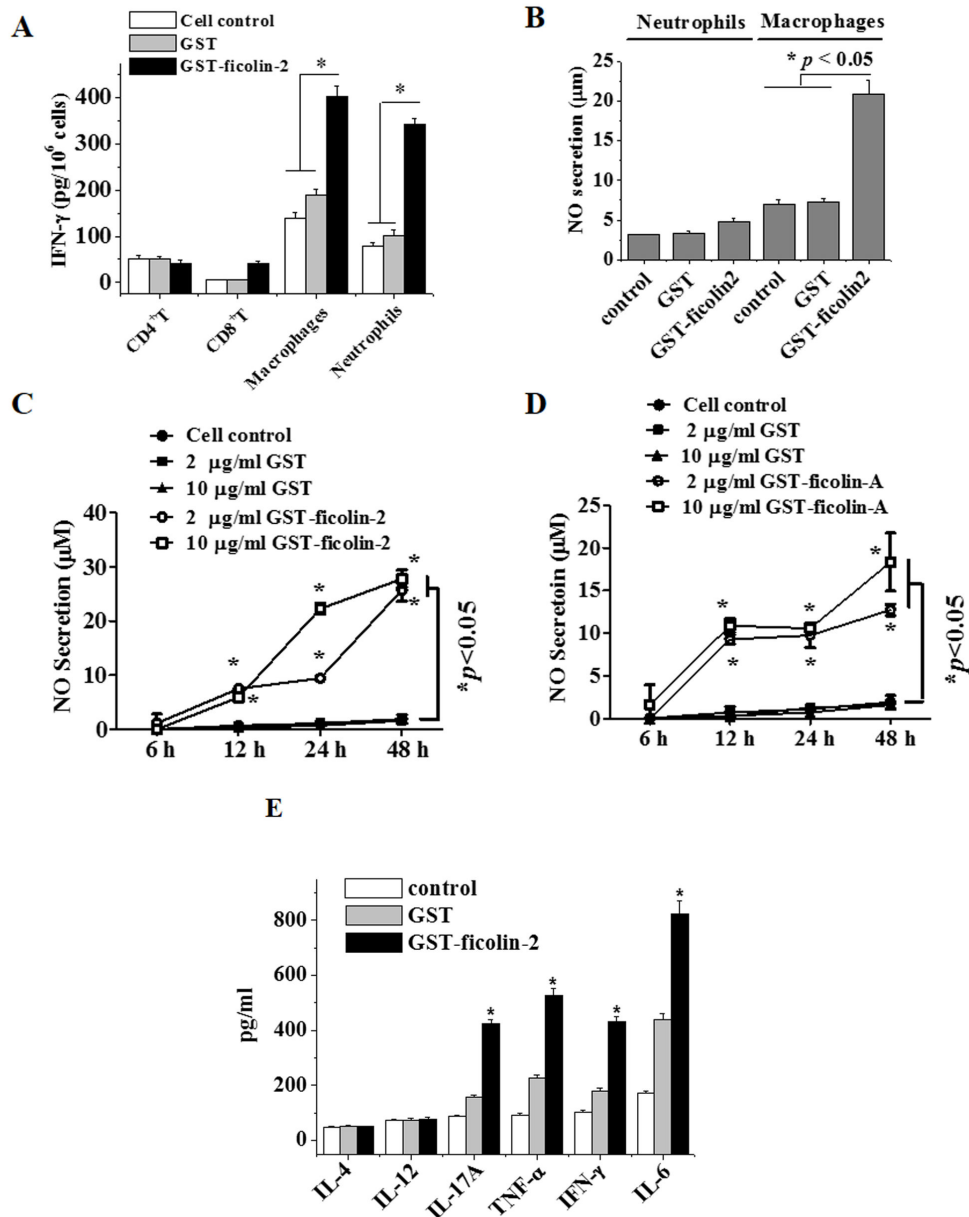 A
Cell control
GST
GST-ficolin-2
IFN-γ (pg/10⁶ cells)
400
300
200
100
0
*
*
CD4⁺T
CD8⁺T
Macrophages
Neutrophils
B
Neutrophils Macrophages
* p < 0.05
NO secretion (μm)
25
20
15
10
5
0
control
GST
GST-ficolin2
control
GST
GST-ficolin2
C
Cell control
2 μg/ml GST
10 μg/ml GST
2 μg/ml GST-ficolin-2
10 μg/ml GST-ficolin-2
NO Secretion (μM)
40
30
20
10
0
*
*
*
*
*
*
*p<0.05
6 h 12 h 24 h 48 h
D
Cell control
2 μg/ml GST
10 μg/ml GST
2 μg/ml GST-ficolin-A
10 μg/ml GST-ficolin-A
NO Secretoin (μM)
25
20
15
10
5
0
*
*
*
*
*
*
*p<0.05
6 h 12 h 24 h 48 h
E
control
GST
GST-ficolin-2
pg/ml
800
600
400
200
0
*
*
*
*
IL-4
IL-12
IL-17A
TNF-α
IFN-γ
IL-6